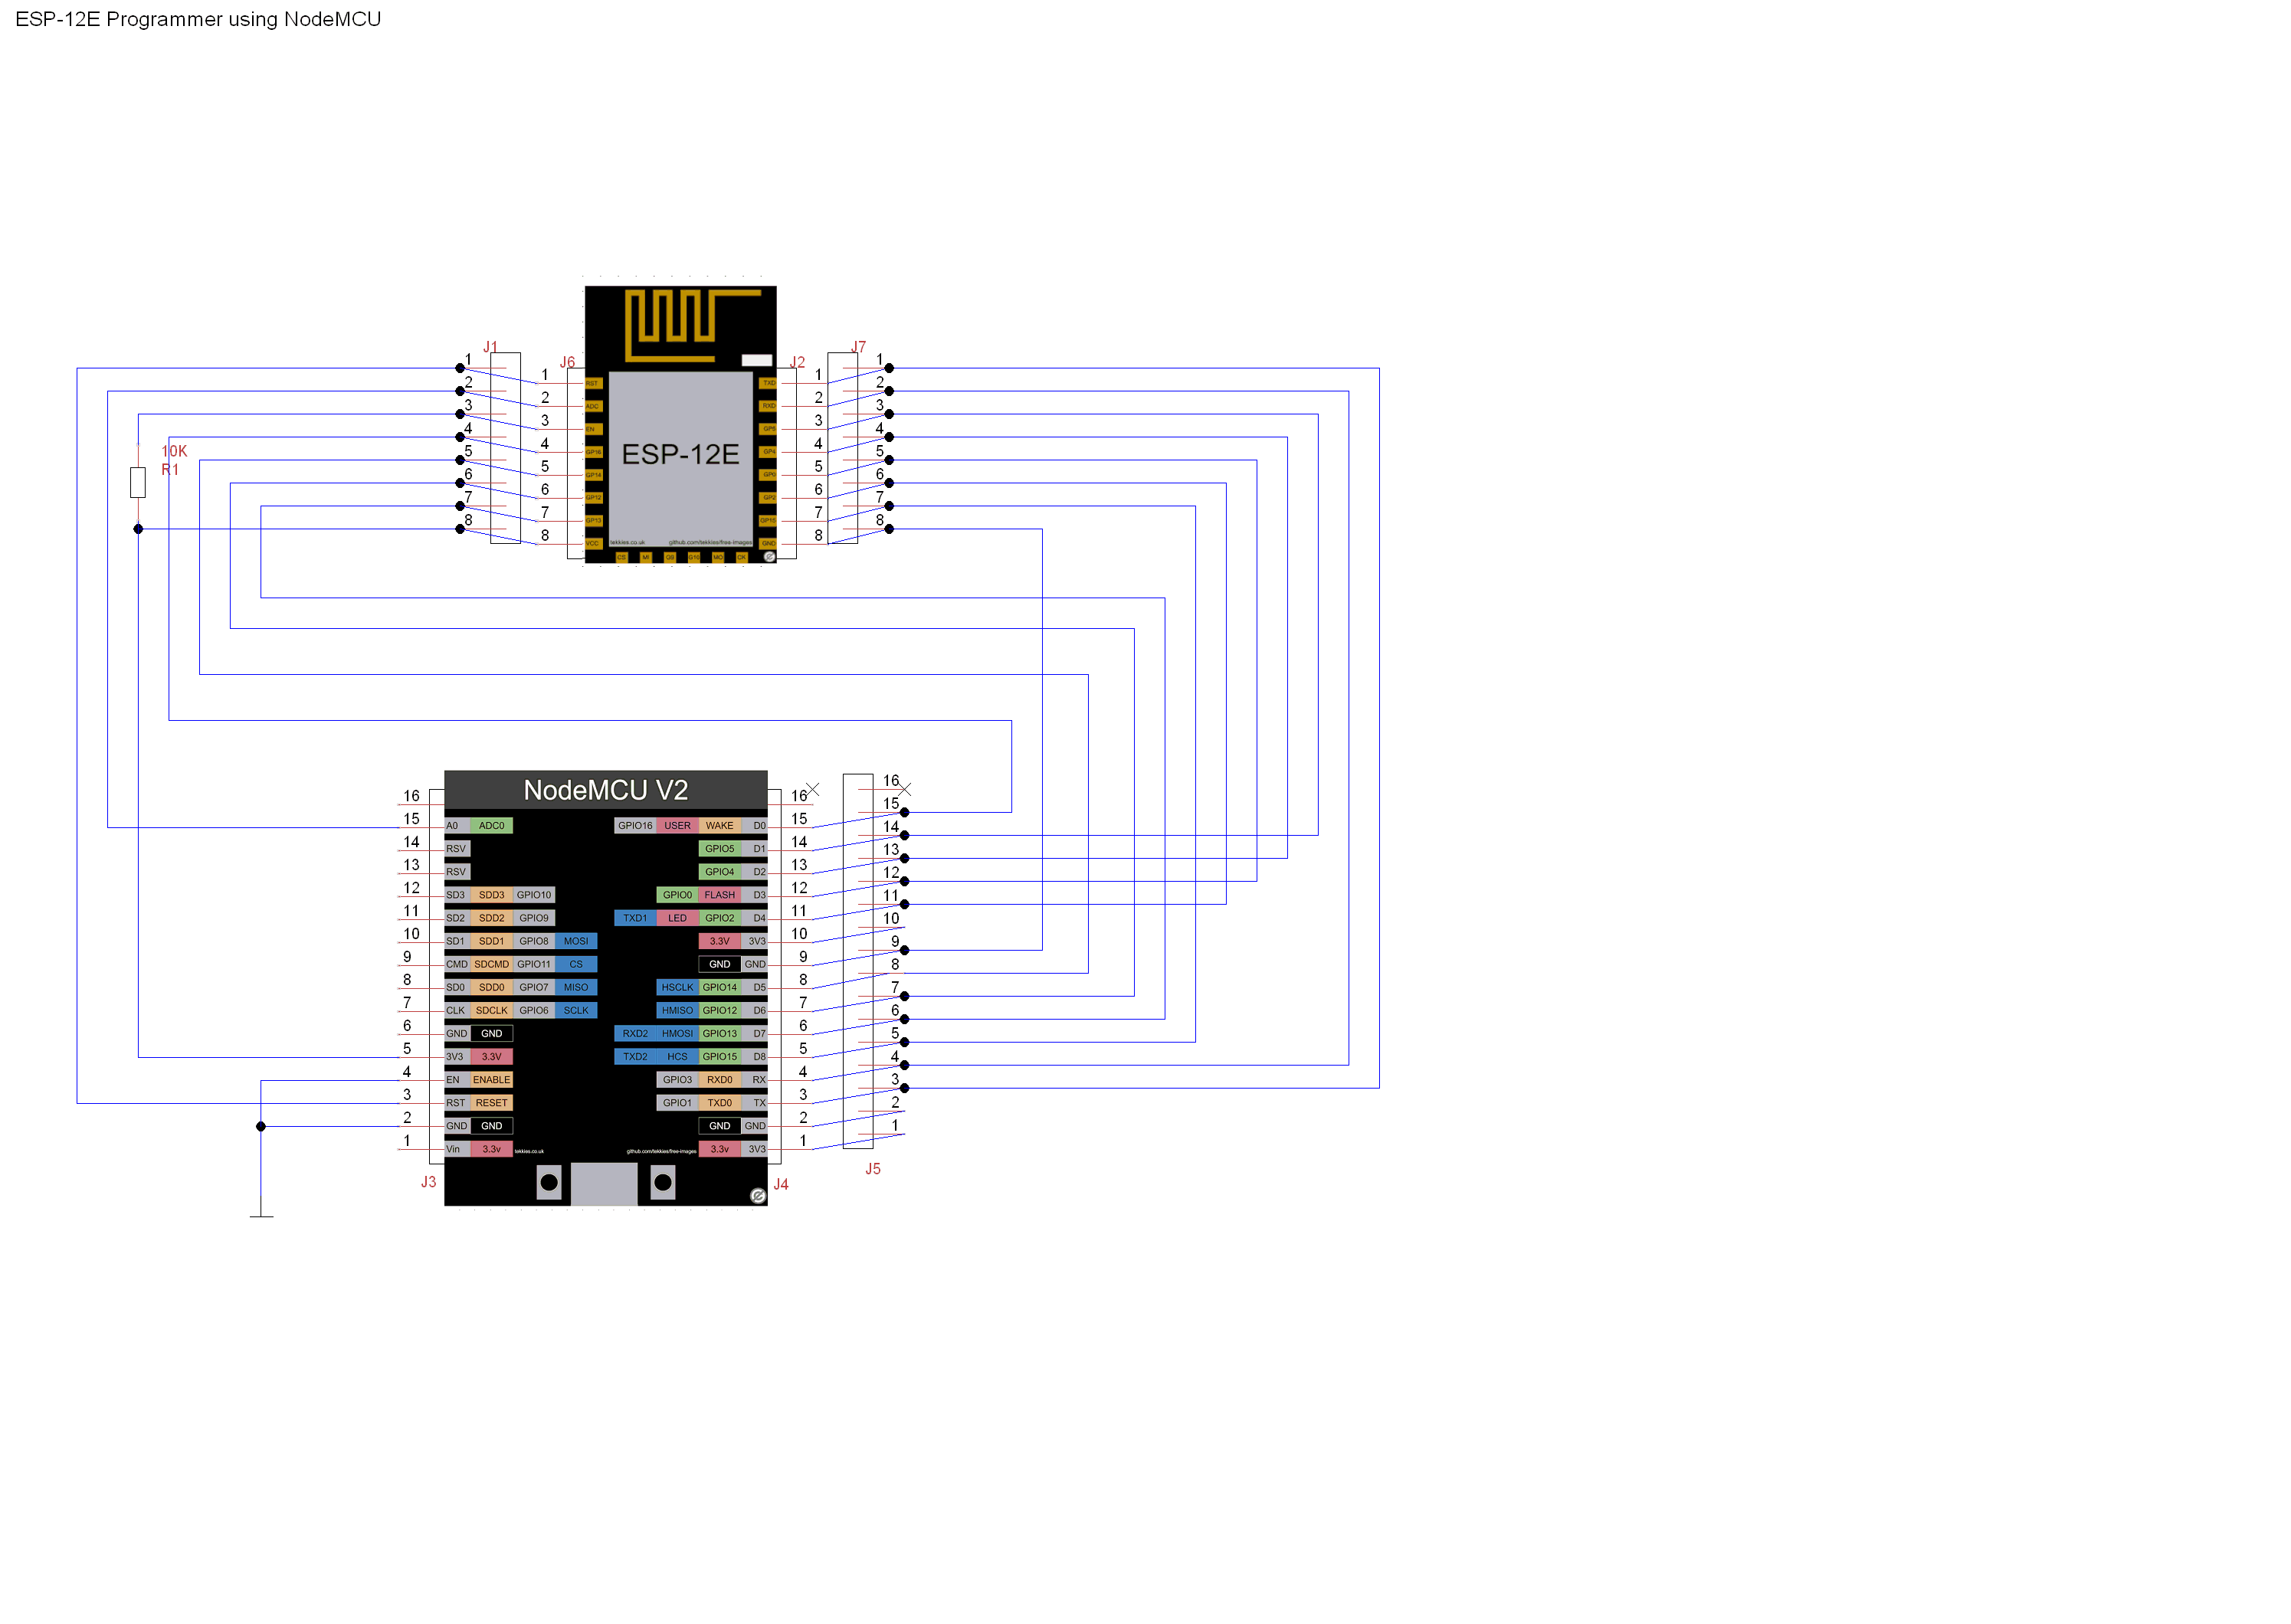 ESP-12E Programmer using NodeMCU
J1
J6
J2
J7
1 1 RST TXD 1 1
2 2 ADC RXD 2 2
3 3 EN GP5 3 3
4 4 GP16 GP4 4 4
5 5 GP14 GP0 5 5
6 6 GP12 GP2 6 6
7 7 GP13 GP15 7 7
8 8 VCC GND 8 8
ESP-12E
tekkies.co.uk github.com/tekkies/free-images
CS MI G9 G10 MO CK
10K
R1
NodeMCU V2
16 16 16
15 A0 ADC0 GPIO16 USER WAKE D0 15 15
14 RSV GPIO5 D1 14 14
13 RSV GPIO4 D2 13 13
12 SD3 SDD3 GPIO10 GPIO0 FLASH D3 12 12
11 SD2 SDD2 GPIO9 TXD1 LED GPIO2 D4 11 11
10 SD1 SDD1 GPIO8 MOSI 3.3V 3V3 10 10
9 CMD SDCMD GPIO11 CS GND GND 9 9
8 SD0 SDD0 GPIO7 MISO HSCLK GPIO14 D5 8 8
7 CLK SDCLK GPIO6 SCLK HMISO GPIO12 D6 7 7
6 GND GND RXD2 HMOSI GPIO13 D7 6 6
5 3V3 3.3V TXD2 HCS GPIO15 D8 5 5
4 EN ENABLE GPIO3 RXD0 RX 4 4
3 RST RESET GPIO1 TXD0 TX 3 3
2 GND GND GND GND 2 2
1 Vin 3.3v tekkies.co.uk github.com/tekkies/free-images 3.3v 3V3 1 1
J3
J4
J5